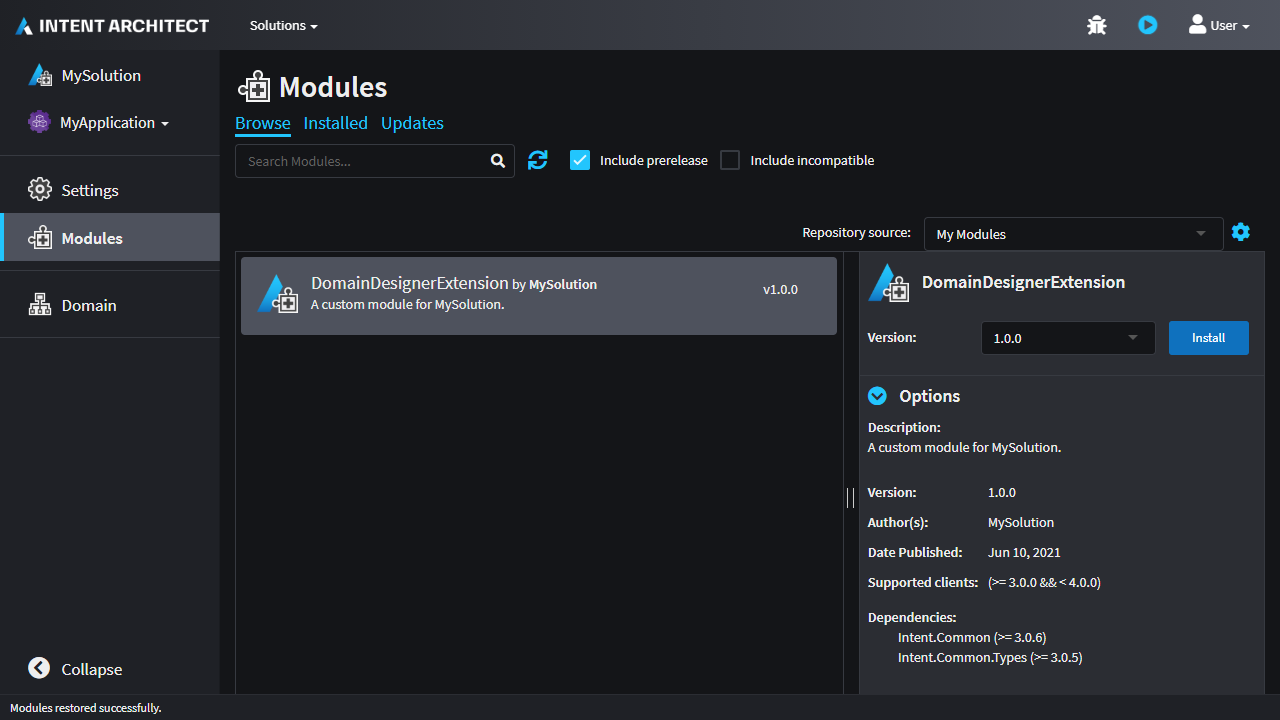 INTENT ARCHITECT
Solutions
User
MySolution
MyApplication
Settings
Modules
Domain
Collapse
Modules
Browse Installed Updates
Search Modules...
Include prerelease
Include incompatible
Repository source:
My Modules
DomainDesignerExtension by MySolution
A custom module for MySolution.
v1.0.0
DomainDesignerExtension
Version:
1.0.0
Install
Options
Description:
A custom module for MySolution.
Version: 1.0.0
Author(s): MySolution
Date Published: Jun 10, 2021
Supported clients: (>= 3.0.0 && < 4.0.0)
Dependencies:
Intent.Common (>= 3.0.6)
Intent.Common.Types (>= 3.0.5)
Modules restored successfully.